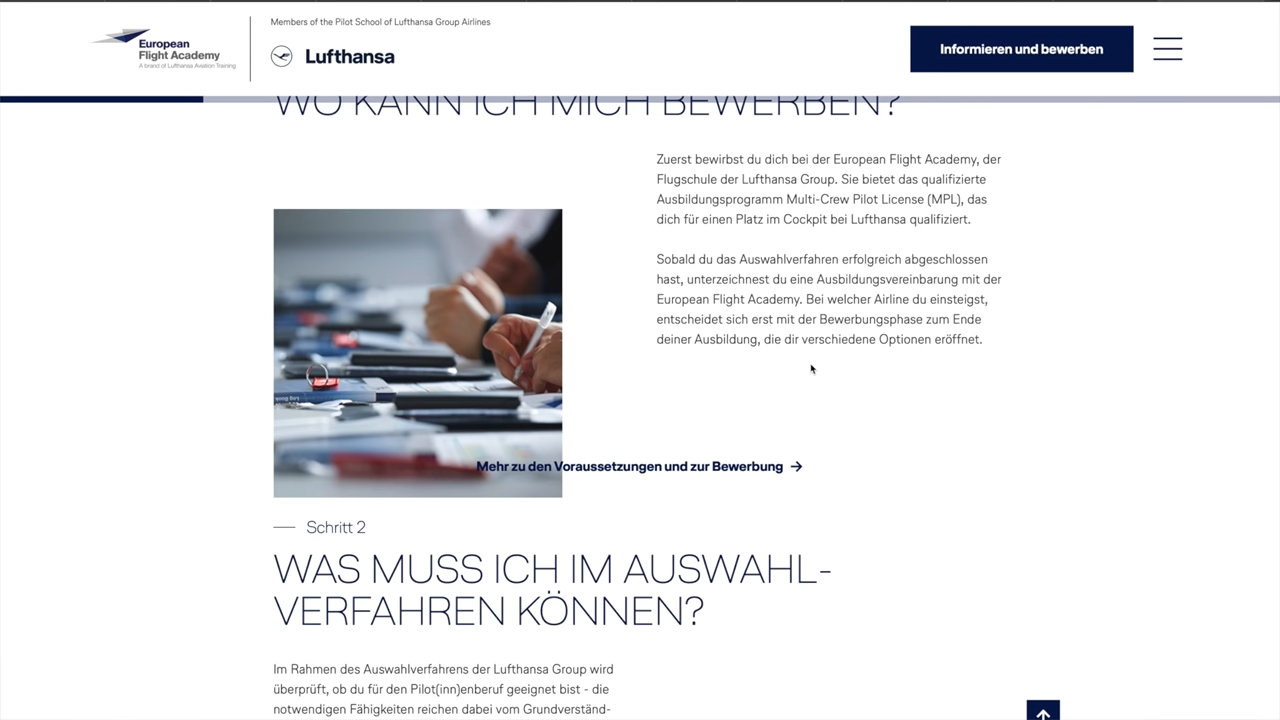 Members of the Pilot School of Lufthansa Group Airlines
European
Flight Academy
A brand of Lufthansa Aviation Training
Lufthansa
Informieren und bewerben
WO KANN ICH MICH BEWERBEN?
Zuerst bewirbst du dich bei der European Flight Academy, der
Flugschule der Lufthansa Group. Sie bietet das qualifizierte
Ausbildungsprogramm Multi-Crew Pilot License (MPL), das
dich für einen Platz im Cockpit bei Lufthansa qualifiziert.
Sobald du das Auswahlverfahren erfolgreich abgeschlossen
hast, unterzeichnest du eine Ausbildungsvereinbarung mit der
European Flight Academy. Bei welcher Airline du einsteigst,
entscheidet sich erst mit der Bewerbungsphase zum Ende
deiner Ausbildung, die dir verschiedene Optionen eröffnet.
Mehr zu den Voraussetzungen und zur Bewerbung →
Schritt 2
WAS MUSS ICH IM AUSWAHL-
VERFAHREN KÖNNEN?
Im Rahmen des Auswahlverfahrens der Lufthansa Group wird
überprüft, ob du für den Pilot(inn)enberuf geeignet bist - die
notwendigen Fähigkeiten reichen dabei vom Grundverständ-